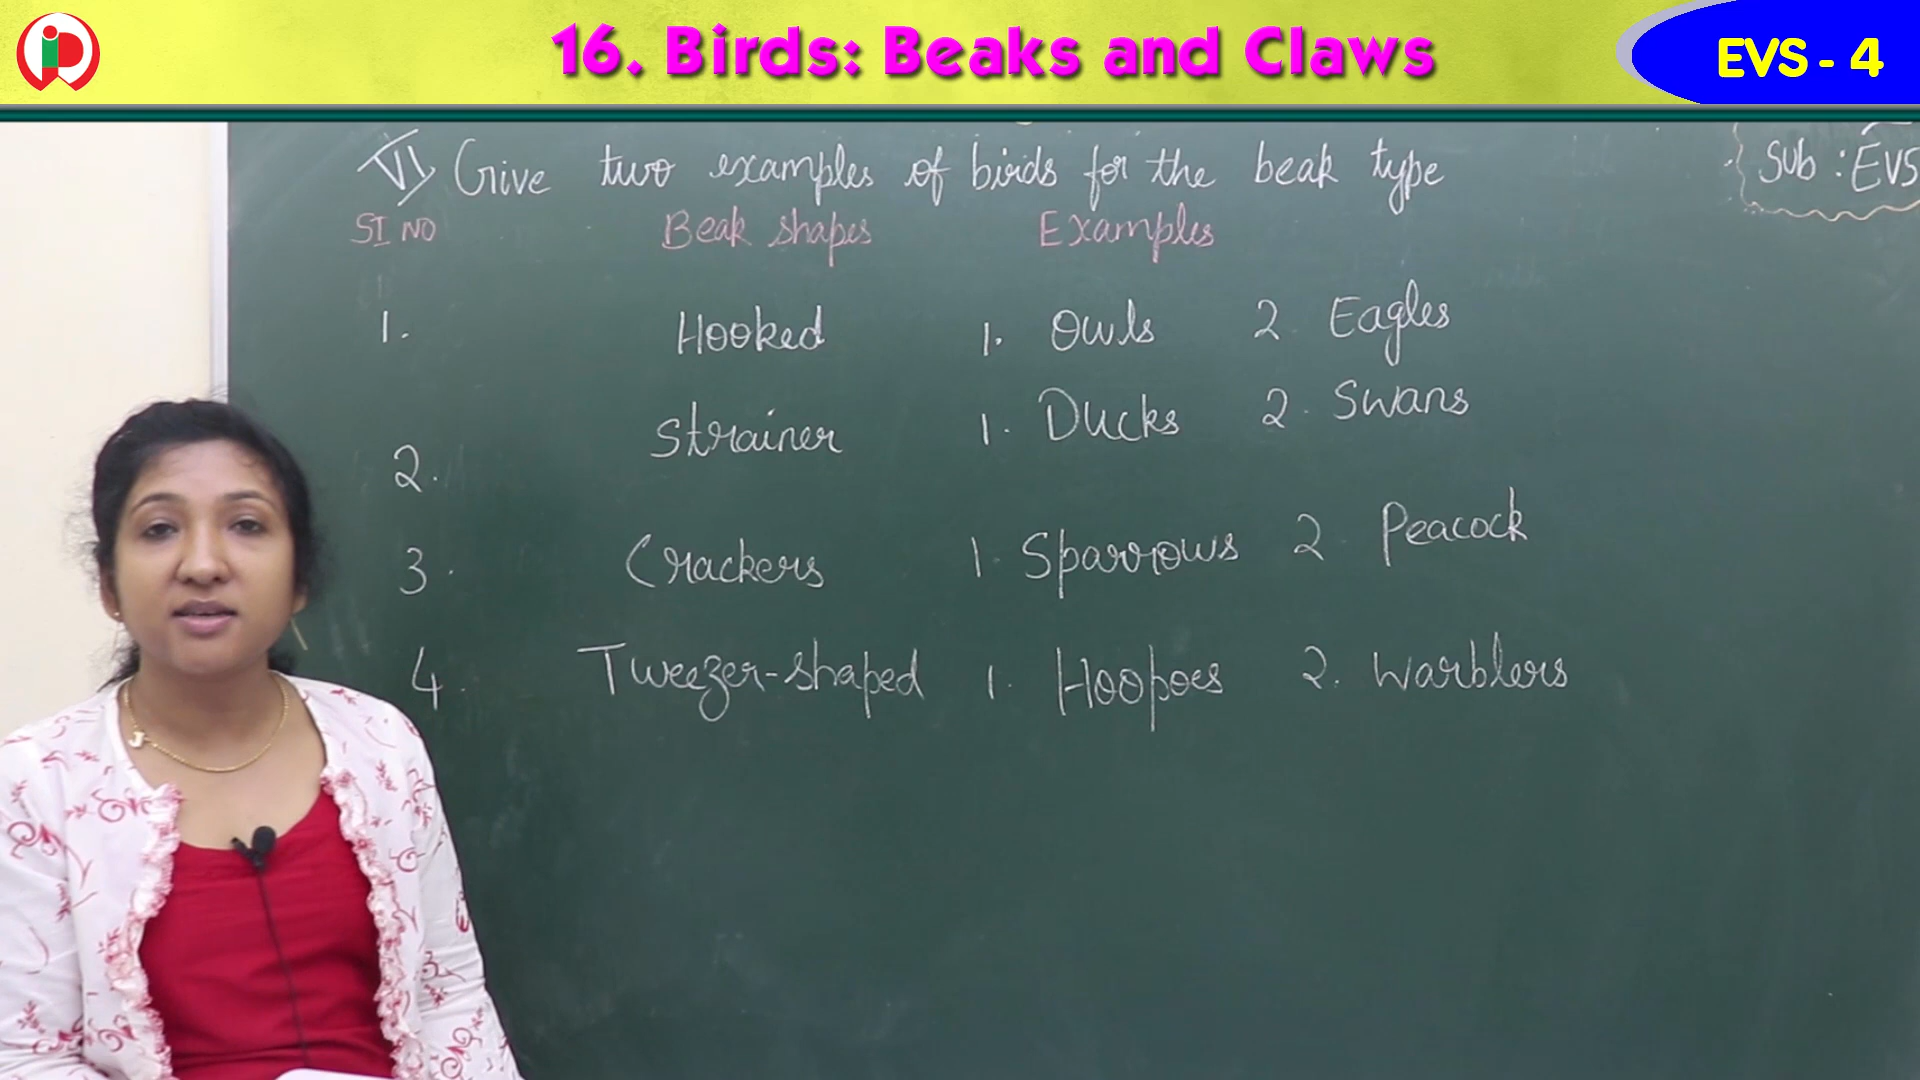 16. Birds: Beaks and Claws
EVS - 4
VI) Give two examples of birds for the beak type
Sub : EVS
SI NO Beak shapes Examples
1. Hooked 1. Owls 2. Eagles
2. Strainer 1. Ducks 2. Swans
3. Crackers 1. Sparrows 2 Peacock
4. Tweezer-shaped 1. Hoopoes 2. Warblers